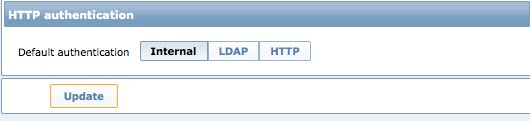 HTTP authentication
Default authentication Internal LDAP HTTP
Update